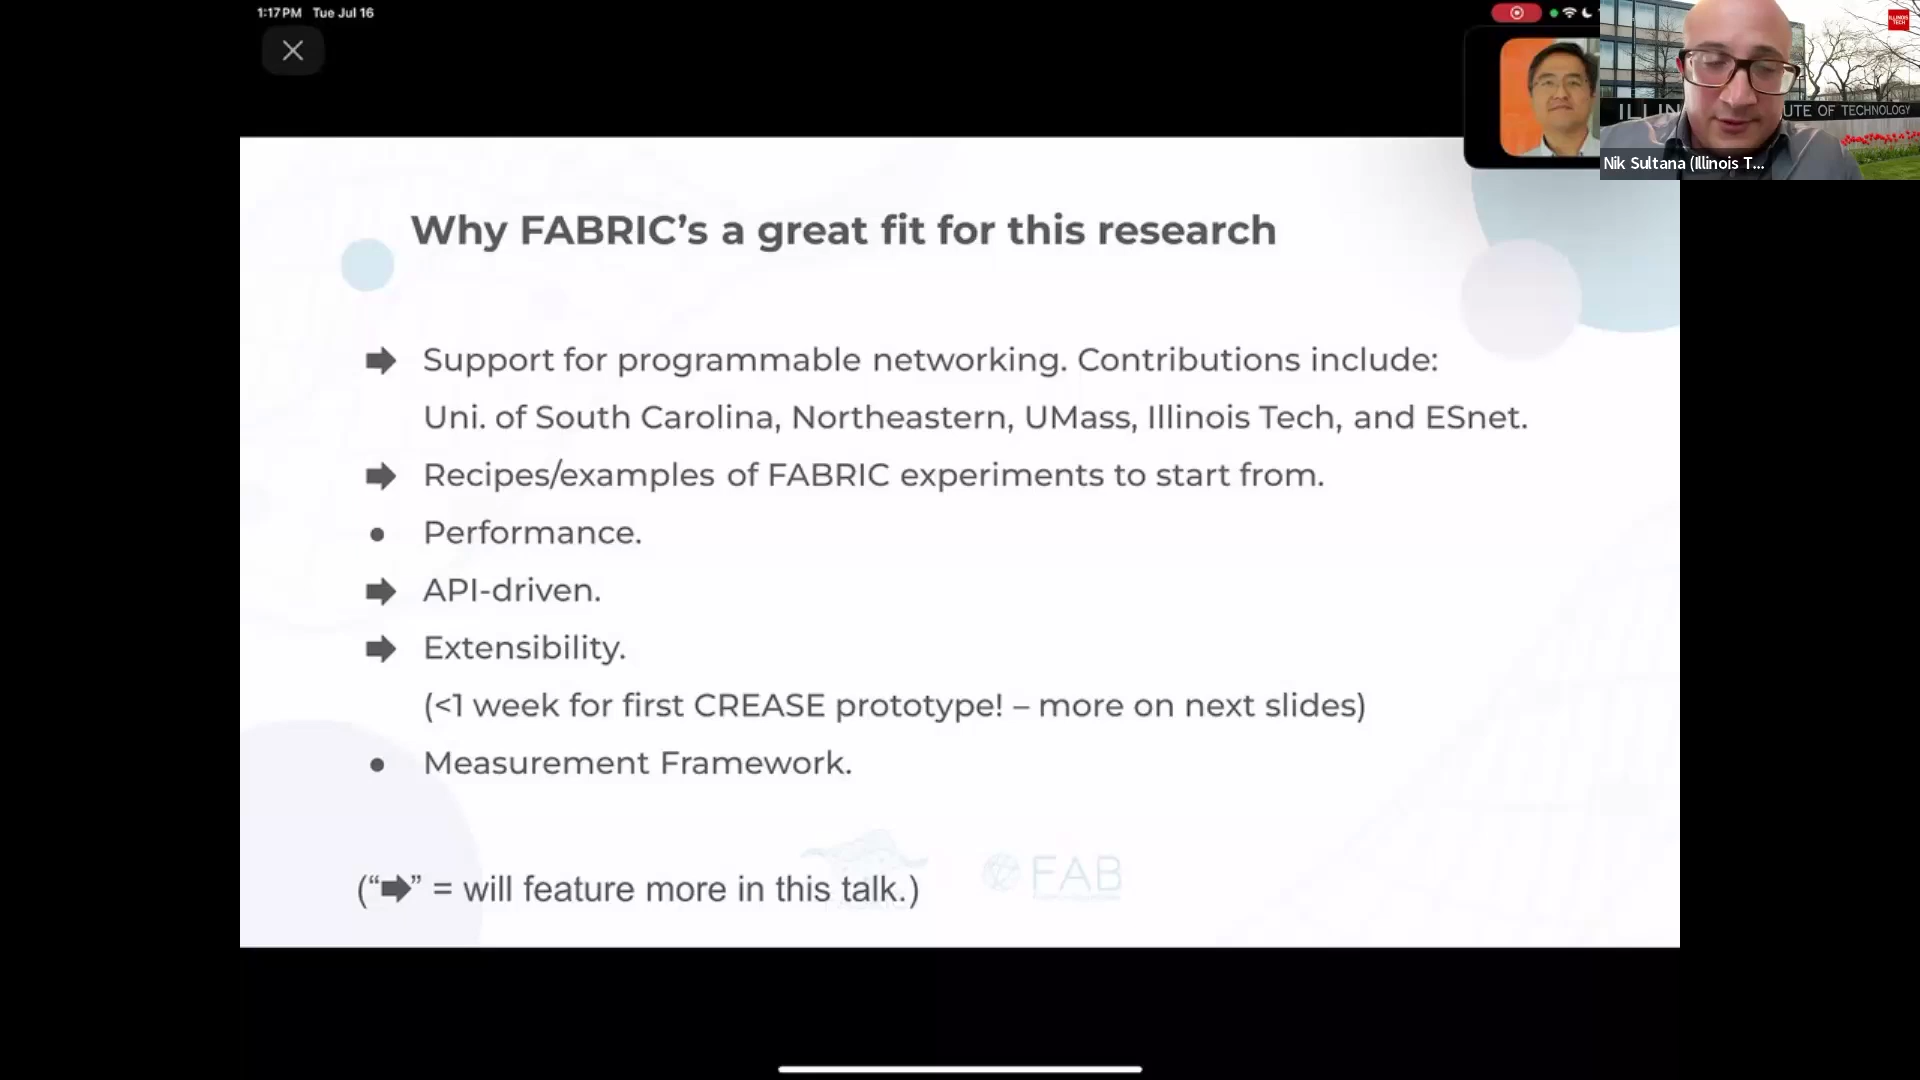 1:17 PM Tue Jul 16
ILLINOIS TECH
ILLIN UTE OF TECHNOLOGY
Nik Sultana (Illinois T...
Why FABRIC’s a great fit for this research
➡ Support for programmable networking. Contributions include:
Uni. of South Carolina, Northeastern, UMass, Illinois Tech, and ESnet.
➡ Recipes/examples of FABRIC experiments to start from.
● Performance.
➡ API-driven.
➡ Extensibility.
(<1 week for first CREASE prototype! – more on next slides)
● Measurement Framework.
FAB
(“➡” = will feature more in this talk.)